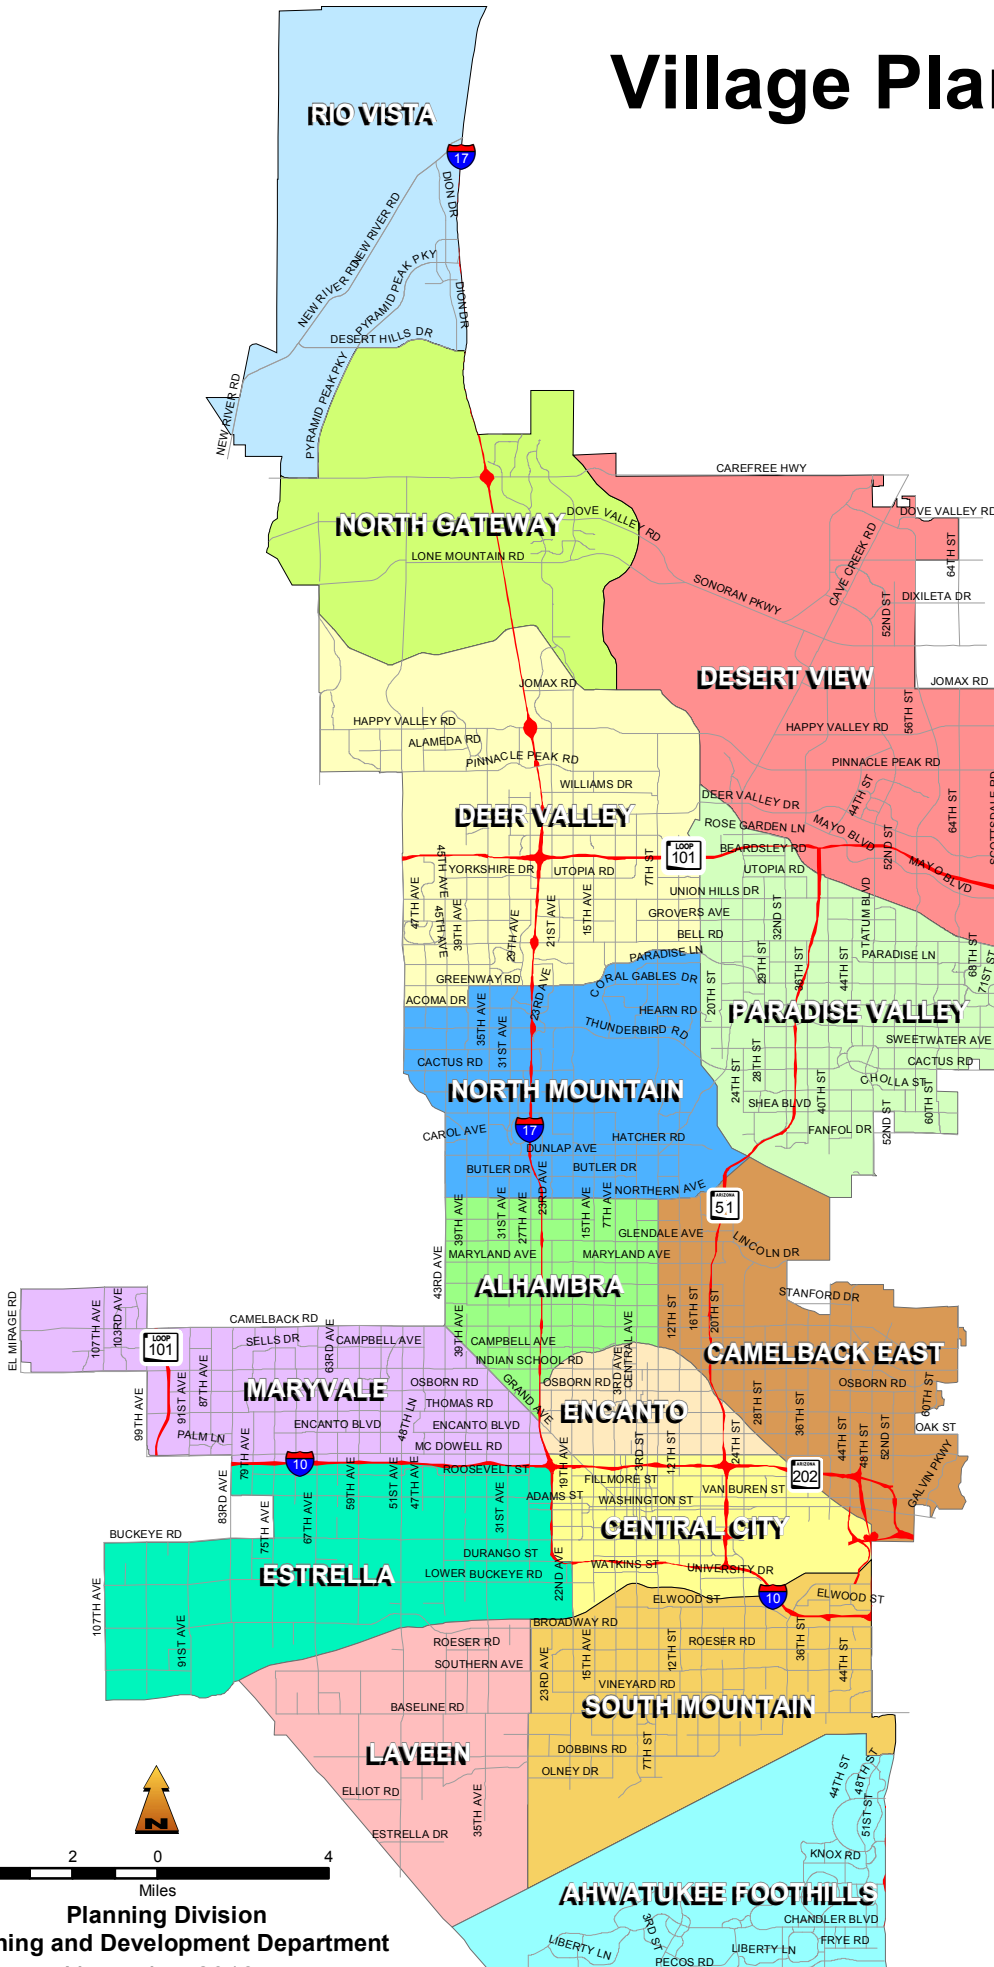 Village Plan
RIO VISTA
17
DION DR
NEW RIVER RD
NEW RIVER RD
PYRAMID PEAK PKY
DION DR
DESERT HILLS DR
NEW RIVER RD
PYRAMID PEAK PKY
CAREFREE HWY
NORTH GATEWAY
DOVE VALLEY RD
DOVE VALLEY RD
LONE MOUNTAIN RD
CAVE CREEK RD
64TH ST
SONORAN PKWY
52ND ST
DIXILETA DR
DESERT VIEW
JOMAX RD
JOMAX RD
HAPPY VALLEY RD
HAPPY VALLEY RD
56TH ST
ALAMEDA RD
PINNACLE PEAK RD
PINNACLE PEAK RD
WILLIAMS DR
DEER VALLEY DR
44TH ST
64TH ST
SCOTTSDALE RD
DEER VALLEY
ROSE GARDEN LN
MAYO BLVD
52ND ST
LOOP
101
BEARDSLEY RD
MAYO BLVD
45TH AVE
YORKSHIRE DR
UTOPIA RD
7TH ST
UTOPIA RD
47TH AVE
45TH AVE
39TH AVE
29TH AVE
21ST AVE
15TH AVE
UNION HILLS DR
GROVERS AVE
32ND ST
TATUM BLVD
BELL RD
PARADISE LN
PARADISE LN
GREENWAY RD
CORAL GABLES DR
20TH ST
29TH ST
36TH ST
44TH ST
68TH ST
71ST ST
ACOMA DR
35TH AVE
31ST AVE
23RD AVE
HEARN RD
PARADISE VALLEY
THUNDERBIRD RD
SWEETWATER AVE
CACTUS RD
CACTUS RD
NORTH MOUNTAIN
24TH ST
28TH ST
40TH ST
CHOLLA ST
60TH ST
SHEA BLVD
CAROL AVE
17
HATCHER RD
FANFOL DR
52ND ST
DUNLAP AVE
BUTLER DR
BUTLER DR
23RD AVE
NORTHERN AVE
39TH AVE
31ST AVE
27TH AVE
15TH AVE
7TH AVE
ARIZONA
51
GLENDALE AVE
LINCOLN DR
MARYLAND AVE
MARYLAND AVE
43RD AVE
ALHAMBRA
STANFORD DR
EL MIRAGE RD
107TH AVE
103RD AVE
CAMELBACK RD
12TH ST
16TH ST
20TH ST
LOOP
101
SELLS DR
63RD AVE
CAMPBELL AVE
39TH AVE
CAMPBELL AVE
CENTRAL AVE
3RD AVE
CAMELBACK EAST
INDIAN SCHOOL RD
91ST AVE
87TH AVE
MARYVALE
OSBORN RD
GRAND AVE
OSBORN RD
OSBORN RD
60TH ST
99TH AVE
THOMAS RD
ENCANTO
28TH ST
36TH ST
PALM LN
ENCANTO BLVD
48TH LN
ENCANTO BLVD
OAK ST
79TH AVE
MC DOWELL RD
3RD ST
12TH ST
24TH ST
44TH ST
48TH ST
52ND ST
10
ROOSEVELT ST
19TH AVE
FILLMORE ST
ARIZONA
202
GALVIN PKWY
83RD AVE
59TH AVE
51ST AVE
47TH AVE
31ST AVE
ADAMS ST
WASHINGTON ST
VAN BUREN ST
BUCKEYE RD
75TH AVE
67TH AVE
CENTRAL CITY
DURANGO ST
ESTRELLA
LOWER BUCKEYE RD
WATKINS ST
UNIVERSITY DR
22ND AVE
107TH AVE
ELWOOD ST
10
ELWOOD ST
BROADWAY RD
91ST AVE
ROESER RD
15TH AVE
12TH ST
ROESER RD
36TH ST
44TH ST
SOUTHERN AVE
23RD AVE
VINEYARD RD
BASELINE RD
SOUTH MOUNTAIN
LAVEEN
DOBBINS RD
7TH ST
OLNEY DR
44TH ST
48TH ST
51ST ST
ELLIOT RD
35TH AVE
ESTRELLA DR
KNOX RD
N
2 0 4
Miles
AHWATUKEE FOOTHILLS
Planning Division
CHANDLER BLVD
ning and Development Department
3RD ST
LIBERTY LN
LIBERTY LN
FRYE RD
PECOS RD